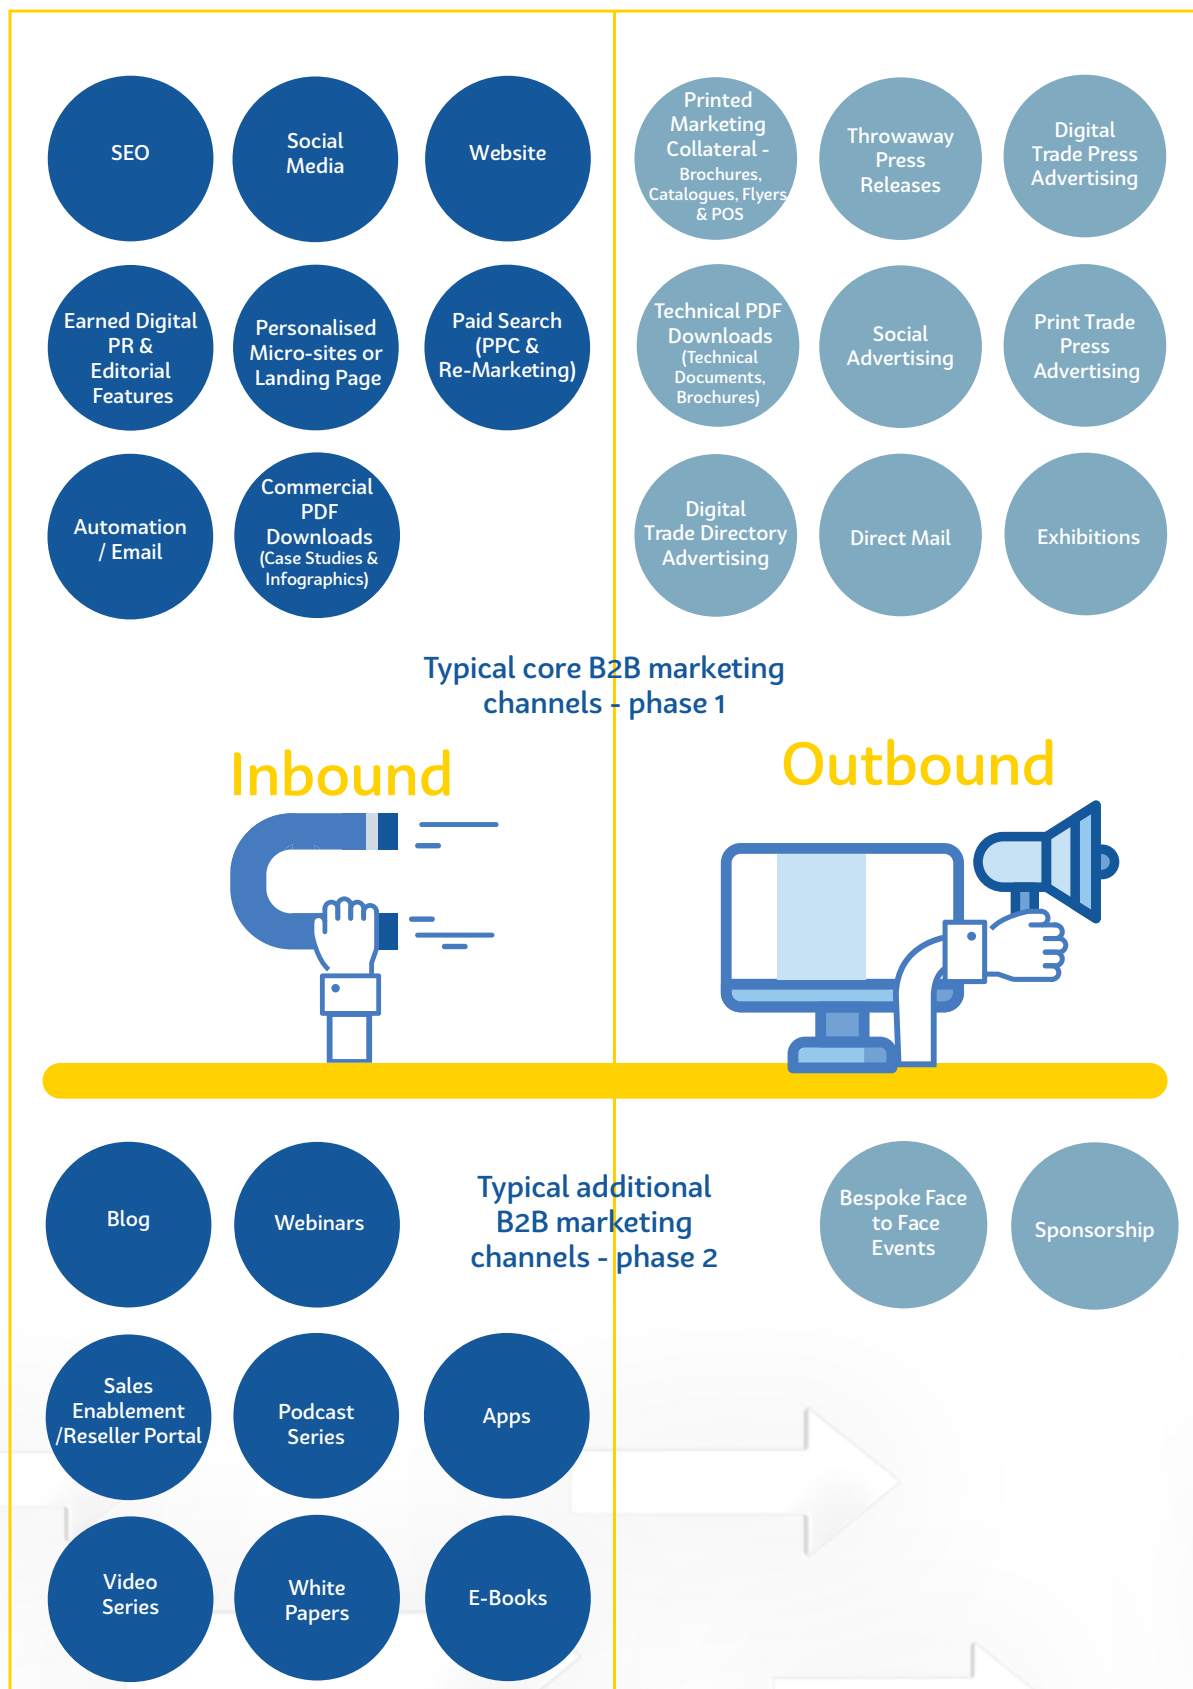 SEO
Social
Media
Website
Printed
Marketing
Collateral -
Brochures,
Catalogues, Flyers
& POS
Throwaway
Press
Releases
Digital
Trade Press
Advertising
Earned Digital
PR &
Editorial
Features
Personalised
Micro-sites or
Landing Page
Paid Search
(PPC &
Re-Marketing)
Technical PDF
Downloads
(Technical
Documents,
Brochures)
Social
Advertising
Print Trade
Press
Advertising
Automation
/ Email
Commercial
PDF
Downloads
(Case Studies &
Infographics)
Digital
Trade Directory
Advertising
Direct Mail
Exhibitions
Typical core B2B marketing
channels - phase 1
Inbound
Outbound
Blog
Webinars
Typical additional
B2B marketing
channels - phase 2
Bespoke Face
to Face
Events
Sponsorship
Sales
Enablement
/Reseller Portal
Podcast
Series
Apps
Video
Series
White
Papers
E-Books